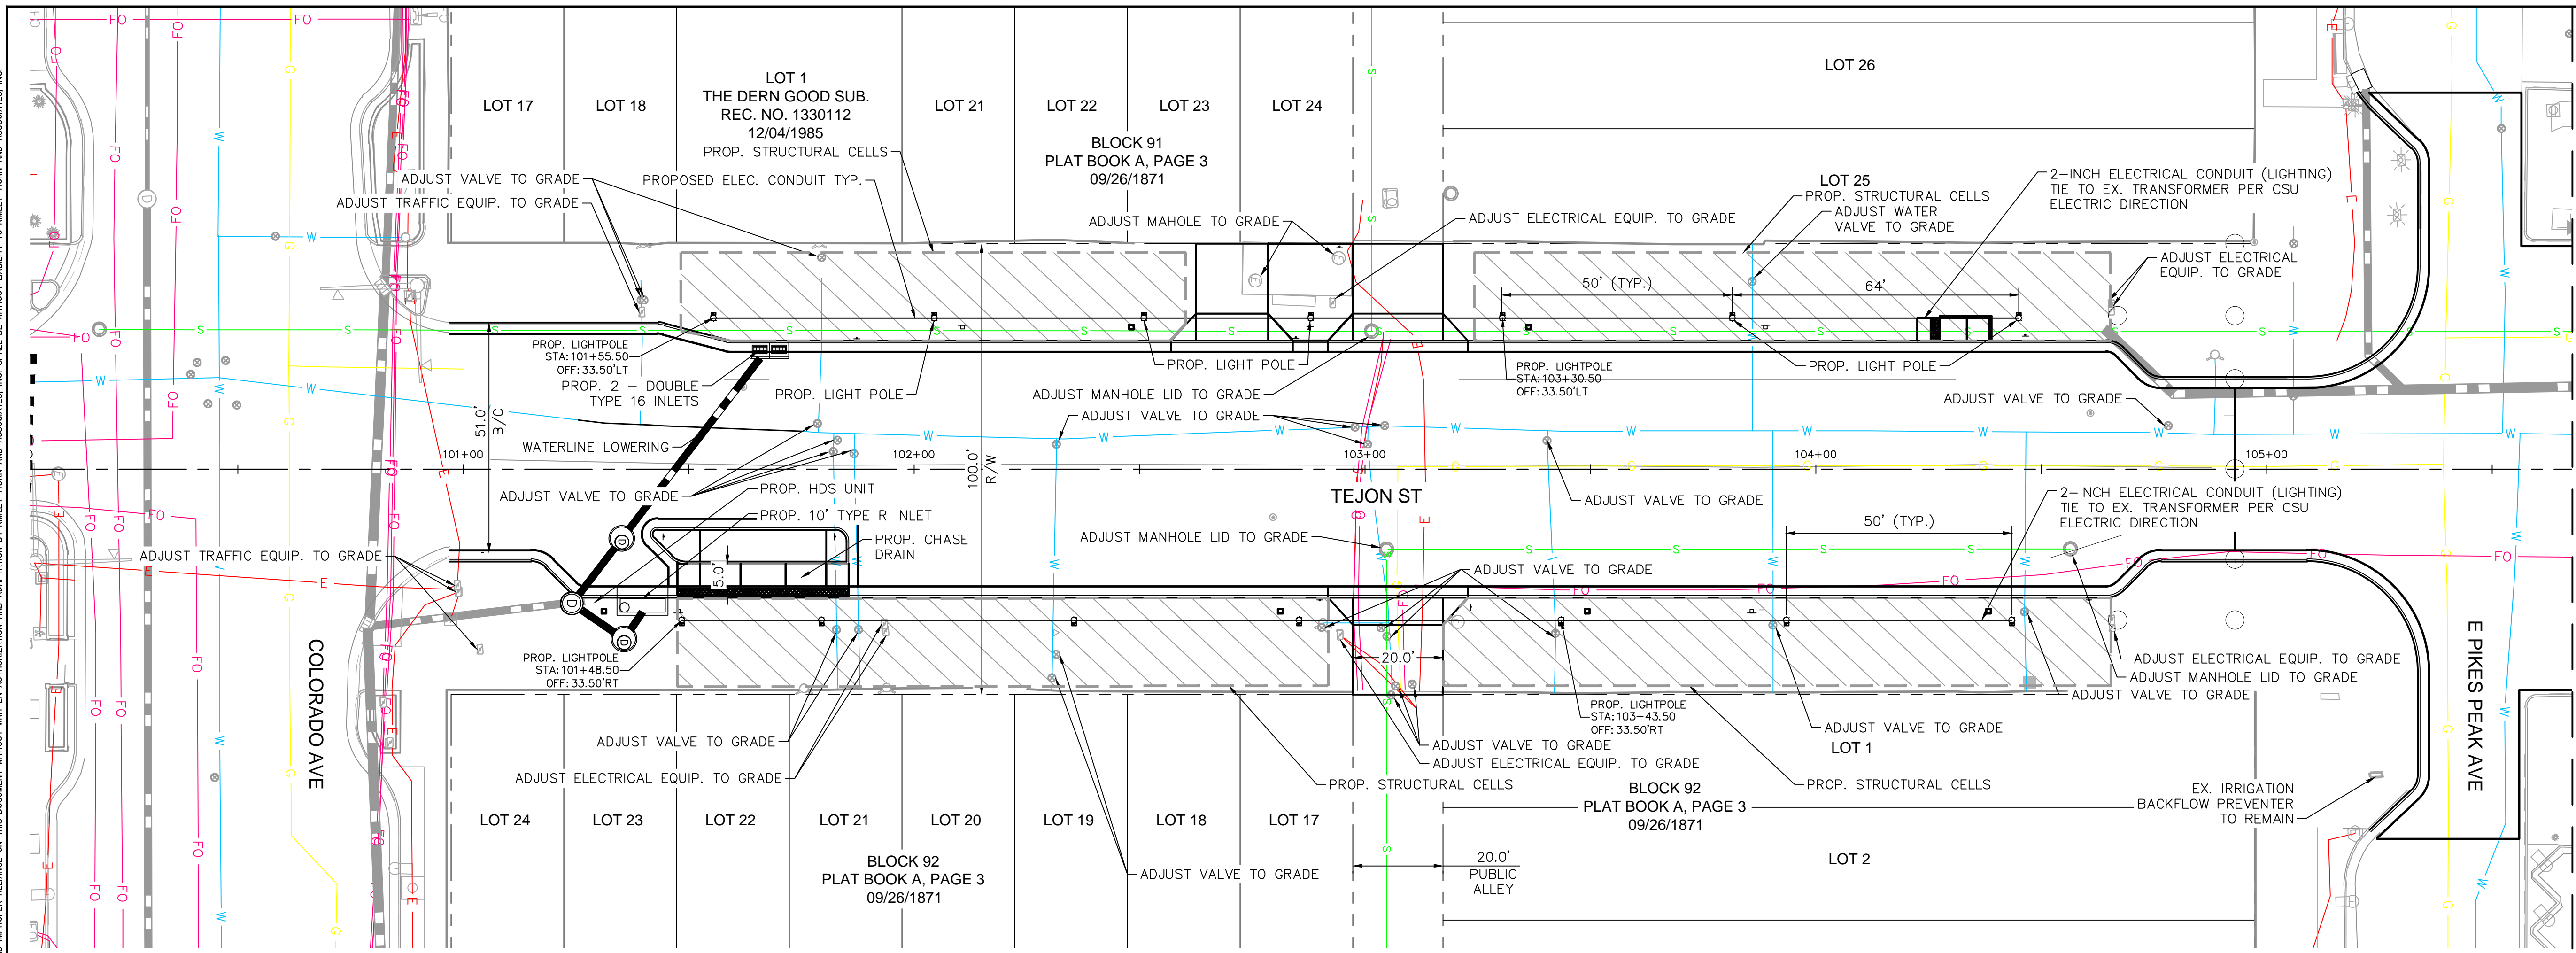 LOT 17
LOT 18
LOT 1
THE DERN GOOD SUB.
REC. NO. 1330112
12/04/1985
LOT 21
LOT 22
LOT 23
LOT 24
LOT 26
BLOCK 91
PLAT BOOK A, PAGE 3
09/26/1871
LOT 25
PROP. STRUCTURAL CELLS
PROPOSED ELEC. CONDUIT TYP.
ADJUST VALVE TO GRADE
ADJUST TRAFFIC EQUIP. TO GRADE
ADJUST MAHOLE TO GRADE
ADJUST ELECTRICAL EQUIP. TO GRADE
PROP. STRUCTURAL CELLS
ADJUST WATER
VALVE TO GRADE
2-INCH ELECTRICAL CONDUIT (LIGHTING)
TIE TO EX. TRANSFORMER PER CSU
ELECTRIC DIRECTION
ADJUST ELECTRICAL
EQUIP. TO GRADE
50' (TYP.)
64'
PROP. LIGHTPOLE
STA: 101+55.50
OFF: 33.50'LT
PROP. 2 - DOUBLE
TYPE 16 INLETS
PROP. LIGHT POLE
PROP. LIGHT POLE
ADJUST MANHOLE LID TO GRADE
PROP. LIGHTPOLE
STA: 103+30.50
OFF: 33.50'LT
PROP. LIGHT POLE
ADJUST VALVE TO GRADE
51.0'
B/C
WATERLINE LOWERING
ADJUST VALVE TO GRADE
101+00
102+00
103+00
104+00
105+00
100.0'
R/W
TEJON ST
ADJUST VALVE TO GRADE
PROP. HDS UNIT
PROP. 10' TYPE R INLET
PROP. CHASE
DRAIN
ADJUST VALVE TO GRADE
2-INCH ELECTRICAL CONDUIT (LIGHTING)
TIE TO EX. TRANSFORMER PER CSU
ELECTRIC DIRECTION
50' (TYP.)
ADJUST MANHOLE LID TO GRADE
ADJUST TRAFFIC EQUIP. TO GRADE
5.0'
ADJUST VALVE TO GRADE
COLORADO AVE
E PIKES PEAK AVE
PROP. LIGHTPOLE
STA: 101+48.50
OFF: 33.50'RT
20.0'
ADJUST ELECTRICAL EQUIP. TO GRADE
ADJUST MANHOLE LID TO GRADE
ADJUST VALVE TO GRADE
PROP. LIGHTPOLE
STA: 103+43.50
OFF: 33.50'RT
ADJUST VALVE TO GRADE
LOT 1
ADJUST VALVE TO GRADE
ADJUST ELECTRICAL EQUIP. TO GRADE
ADJUST VALVE TO GRADE
ADJUST ELECTRICAL EQUIP. TO GRADE
PROP. STRUCTURAL CELLS
PROP. STRUCTURAL CELLS
BLOCK 92
PLAT BOOK A, PAGE 3
09/26/1871
EX. IRRIGATION
BACKFLOW PREVENTER
TO REMAIN
LOT 24
LOT 23
LOT 22
LOT 21
LOT 20
LOT 19
LOT 18
LOT 17
BLOCK 92
PLAT BOOK A, PAGE 3
09/26/1871
ADJUST VALVE TO GRADE
20.0'
PUBLIC
ALLEY
LOT 2